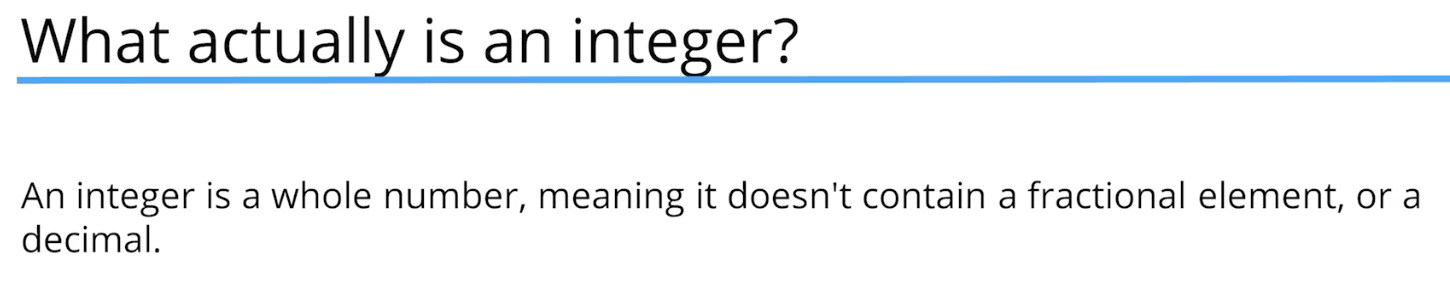 What actually is an integer?
An integer is a whole number, meaning it doesn't contain a fractional element, or a
decimal.